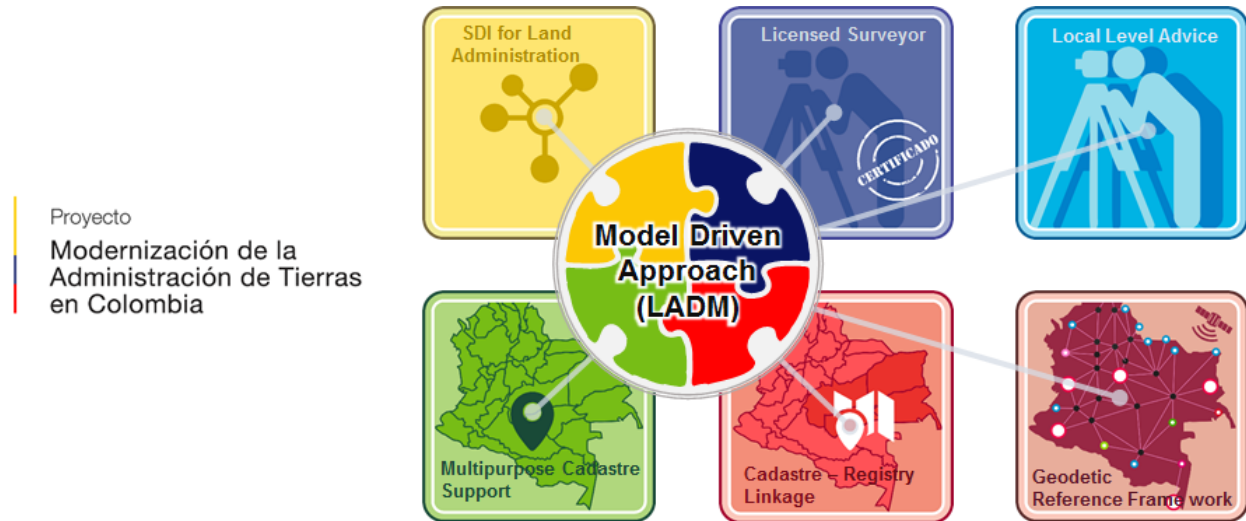 Proyecto
Modernización de la
Administración de Tierras
en Colombia
SDI for Land
Administration
Licensed Surveyor
CERTIFICADO
Local Level Advice
Model Driven
Approach
(LADM)
Multipurpose Cadastre
Support
Cadastre – Registry
Linkage
Geodetic
Reference Frame work